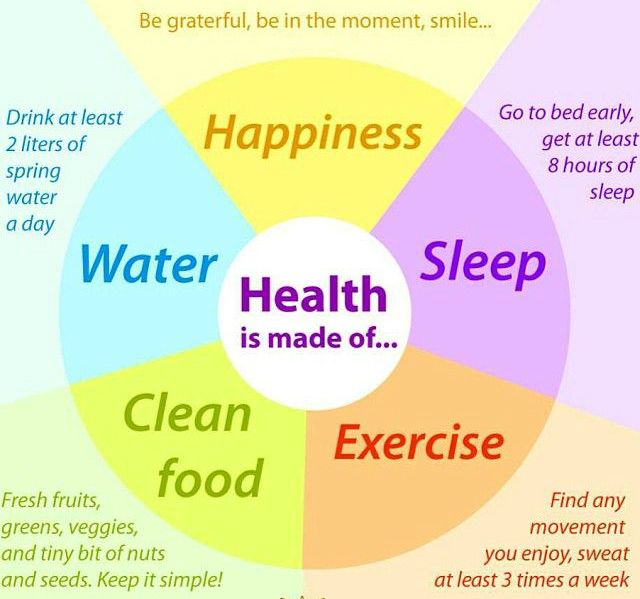 Be graterful, be in the moment, smile...
Happiness
Drink at least
2 liters of
spring
water
a day
Water
Go to bed early,
get at least
8 hours of
sleep
Sleep
Health
is made of...
Clean
food
Fresh fruits,
greens, veggies,
and tiny bit of nuts
and seeds. Keep it simple!
Exercise
Find any
movement
you enjoy, sweat
at least 3 times a week